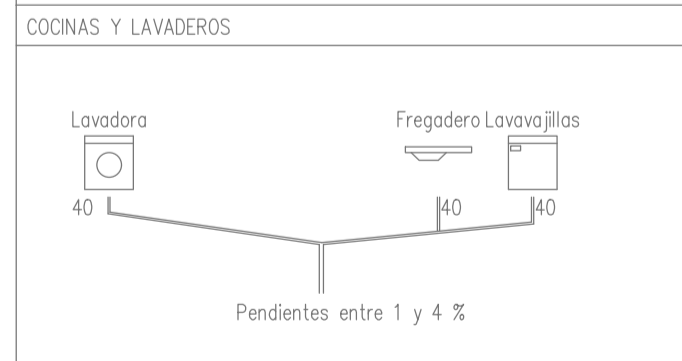 COCINAS Y LAVADEROS
Lavadora
Fregadero Lavavajillas
40
40
40
Pendientes entre 1 y 4 %